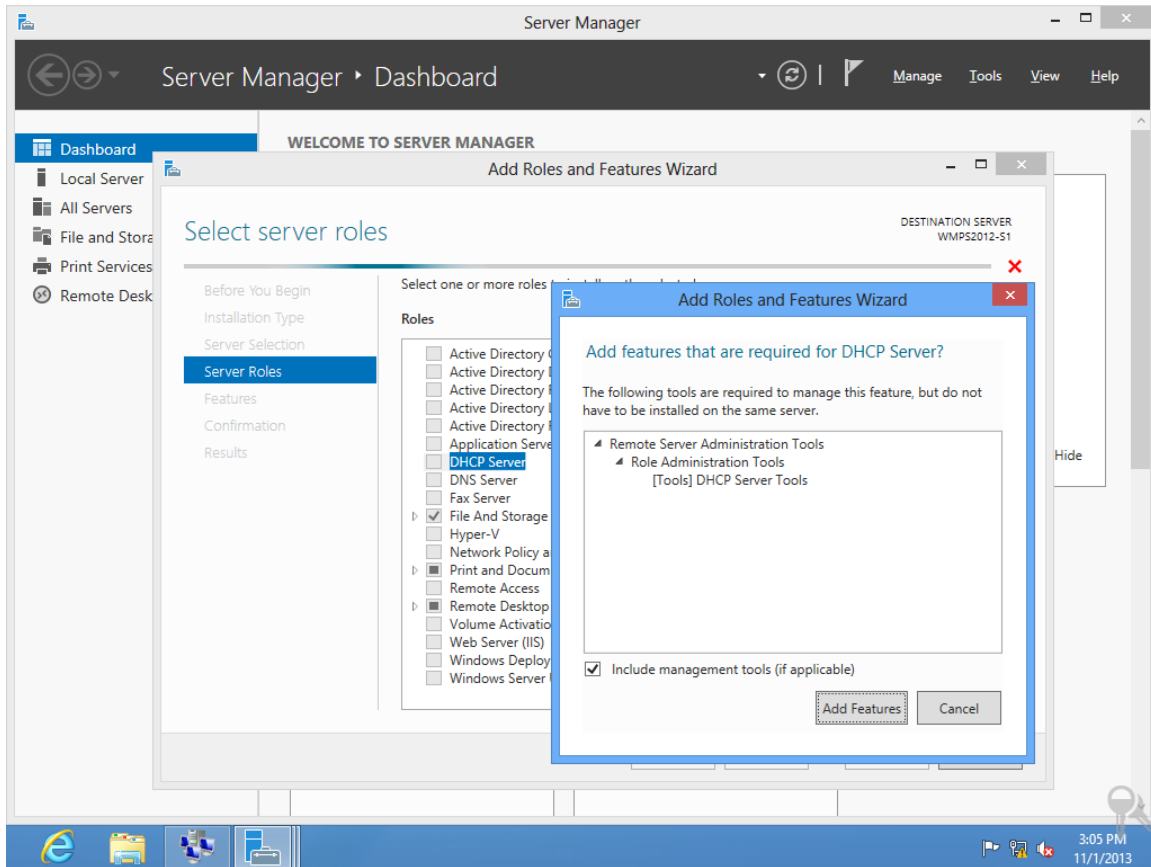 Server Manager
Server Manager ‣ Dashboard
Manage Tools View Help
Dashboard
Local Server
All Servers
File and Stora
Print Services
Remote Desk
WELCOME TO SERVER MANAGER
Add Roles and Features Wizard
Select server roles
DESTINATION SERVER
WMPS2012-S1
Before You Begin
Installation Type
Server Selection
Server Roles
Features
Confirmation
Results
Select one or more roles
Roles
Active Directory
Active Directory
Active Directory
Active Directory
Active Directory
Application Serve
DHCP Server
DNS Server
Fax Server
File And Storage
Hyper-V
Network Policy a
Print and Docum
Remote Access
Remote Desktop
Volume Activatio
Web Server (IIS)
Windows Deploy
Windows Server
Add Roles and Features Wizard
Add features that are required for DHCP Server?
The following tools are required to manage this feature, but do not
have to be installed on the same server.
Remote Server Administration Tools
Role Administration Tools
[Tools] DHCP Server Tools
Include management tools (if applicable)
Add Features Cancel
Hide
3:05 PM
11/1/2013